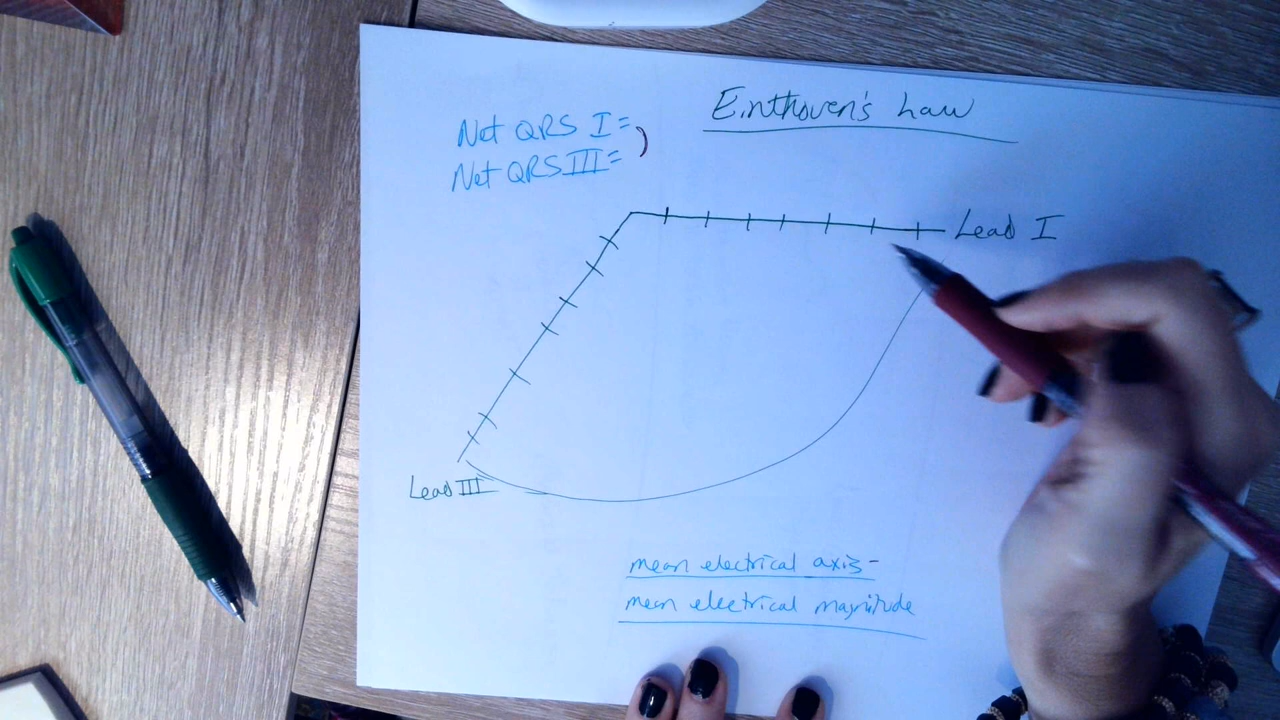 Einthoven's Law
Net QRS I = )
Net QRS III =
Lead I
Lead III
mean electrical axis -
mean electrical magnitude